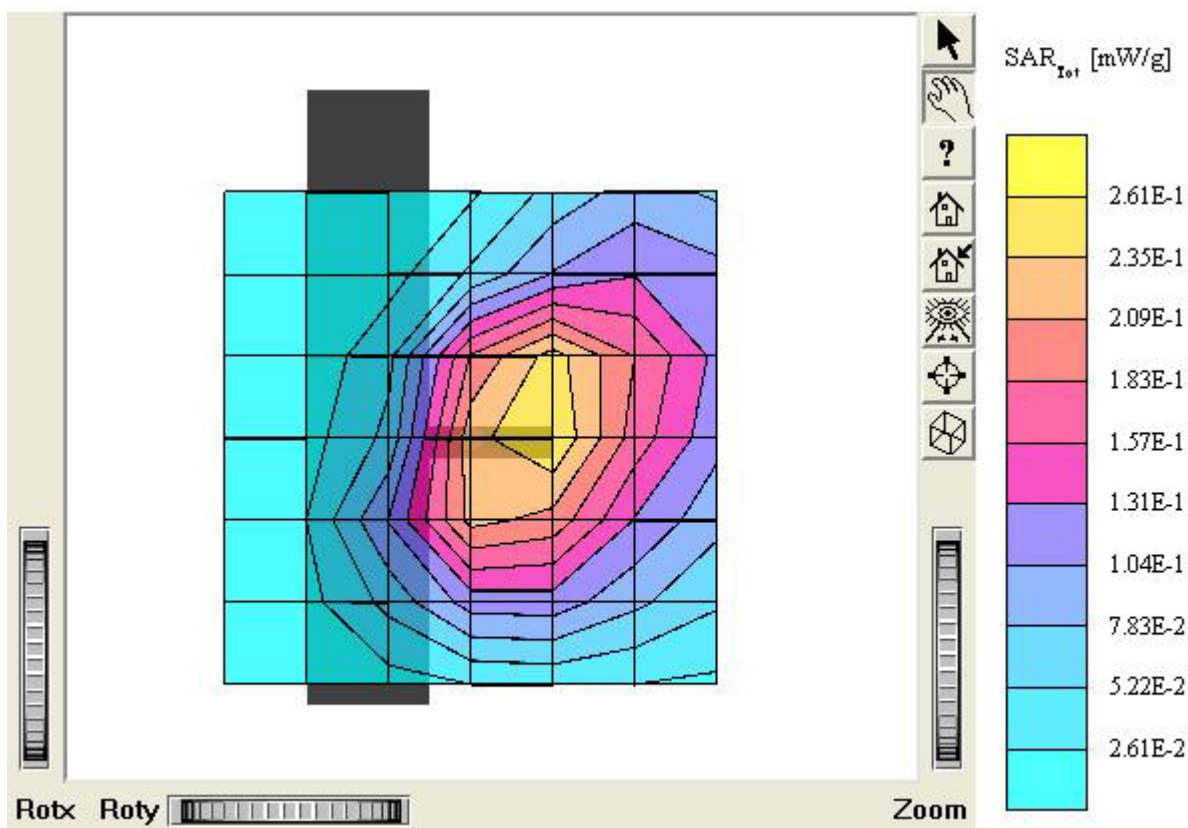 SAR_Tot [mW/g]
?
2.61E-1
2.35E-1
2.09E-1
1.83E-1
1.57E-1
1.31E-1
1.04E-1
7.83E-2
5.22E-2
2.61E-2
Rotx Roty Zoom